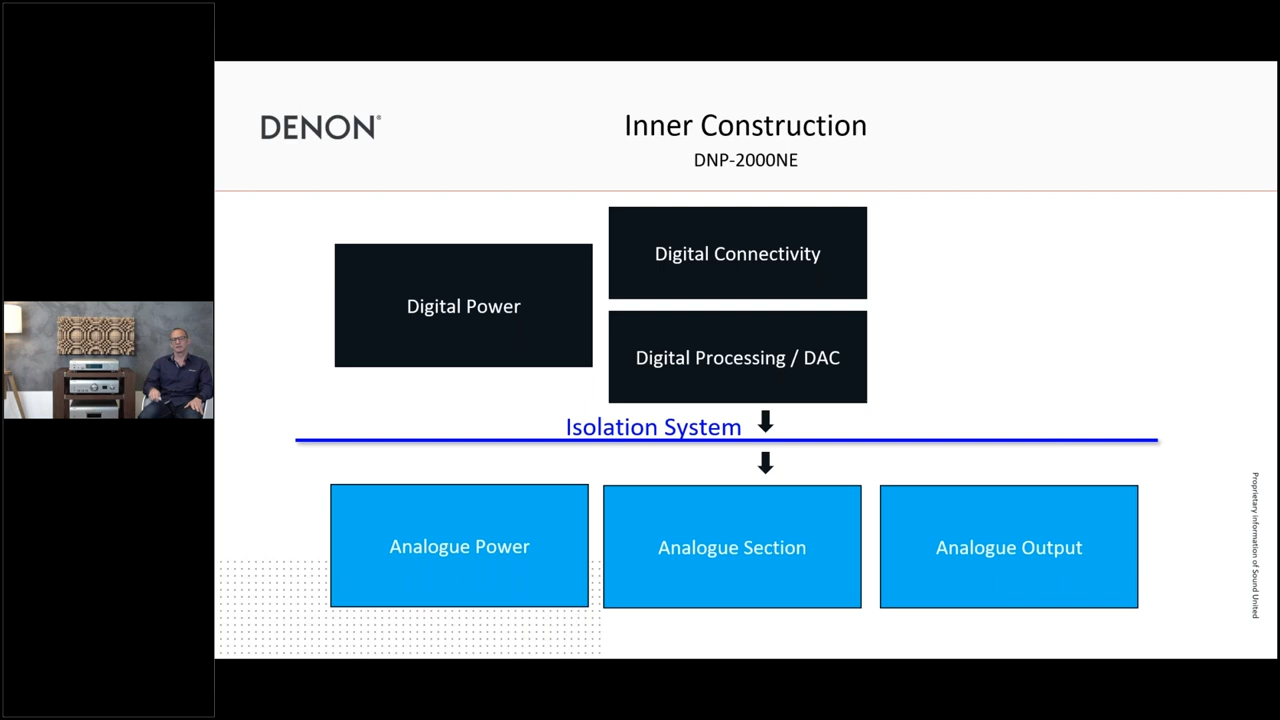 DENON®
Inner Construction
DNP-2000NE
Digital Connectivity
Digital Power
Digital Processing / DAC
Isolation System
Analogue Power
Analogue Section
Analogue Output
Proprietary information of Sound United